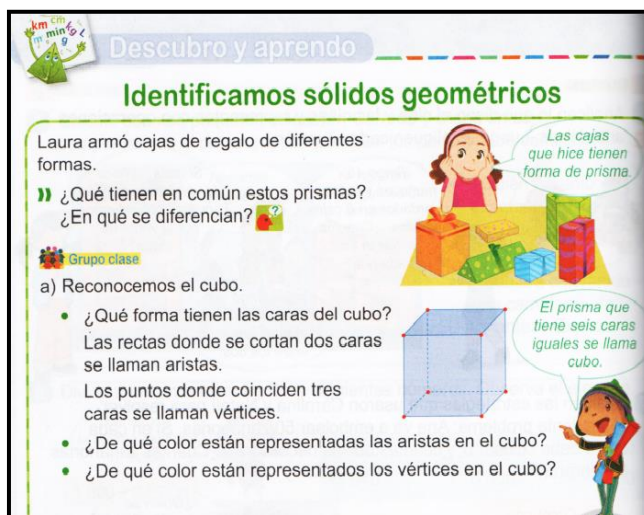 km cm
m min kg L
g
Descubro y aprendo
Identificamos sólidos geométricos
Laura armó cajas de regalo de diferentes
formas.
¿Qué tienen en común estos prismas?
¿En qué se diferencian?
?
Las cajas
que hice tienen
forma de prisma.
Grupo clase
a) Reconocemos el cubo.
• ¿Qué forma tienen las caras del cubo?
Las rectas donde se cortan dos caras
se llaman aristas.
Los puntos donde coinciden tres
caras se llaman vértices.
El prisma que
tiene seis caras
iguales se llama
cubo.
• ¿De qué color están representadas las aristas en el cubo?
• ¿De qué color están representados los vértices en el cubo?